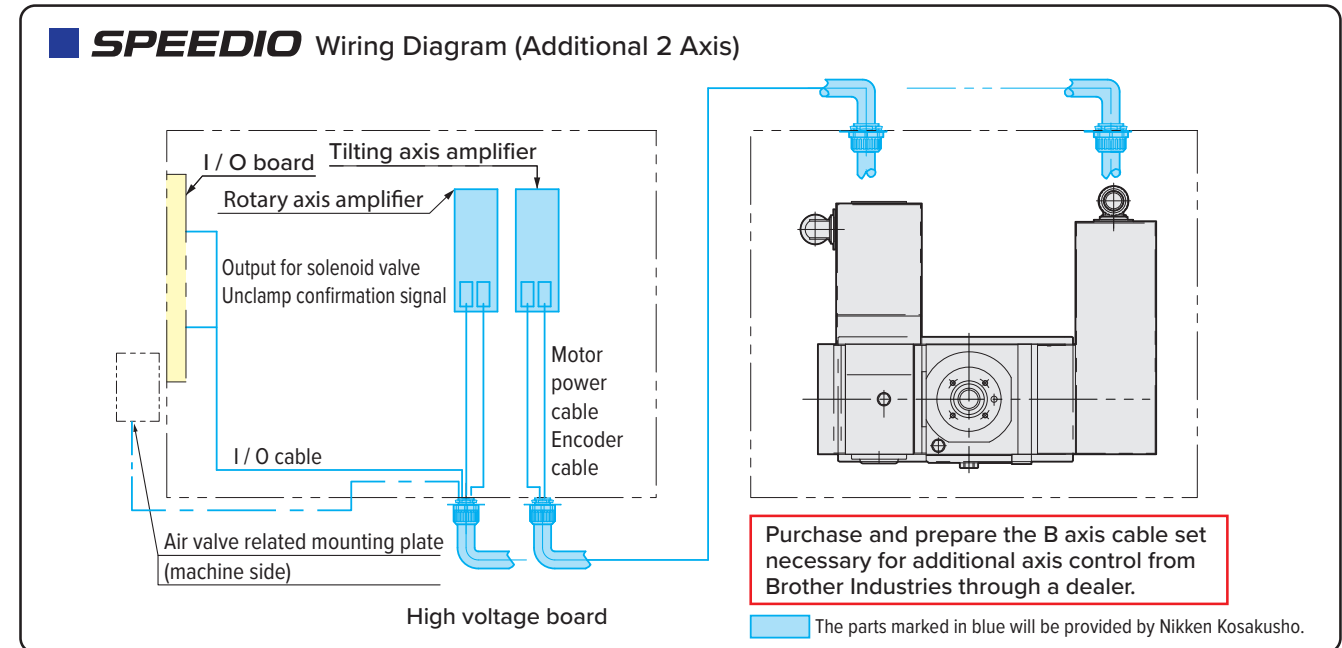 SPEEDIO Wiring Diagram (Additional 2 Axis)
I / O board
Tilting axis amplifier
Rotary axis amplifier
Output for solenoid valve
Unclamp confirmation signal
Motor
power
cable
Encoder
cable
I / O cable
Air valve related mounting plate
(machine side)
High voltage board
Purchase and prepare the B axis cable set
necessary for additional axis control from
Brother Industries through a dealer.
The parts marked in blue will be provided by Nikken Kosakusho.